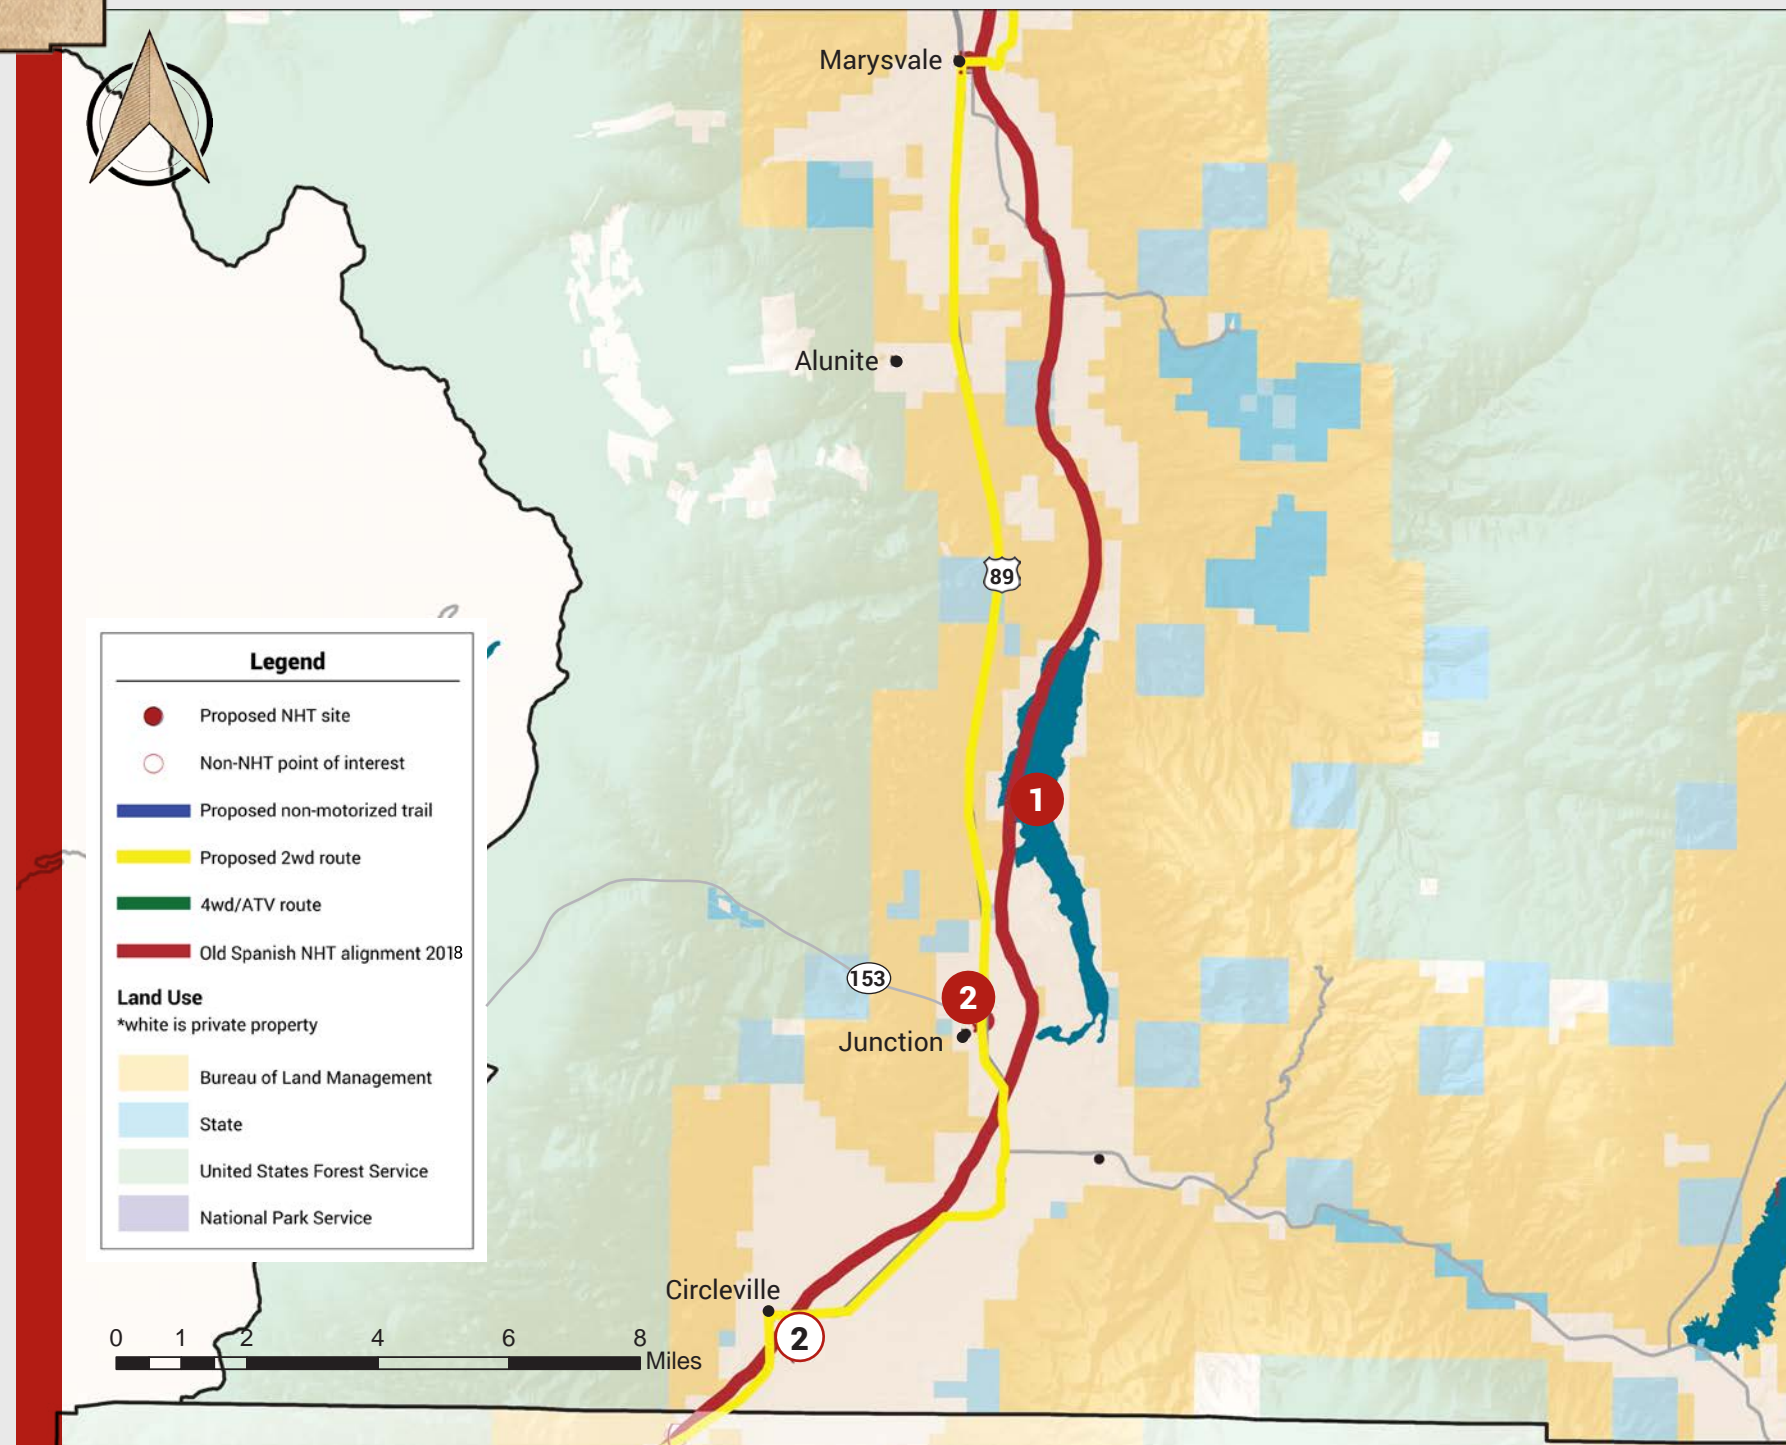 Marysvale
Alunite
89
1
153
2
Junction
Circleville
2
Legend
Proposed NHT site
Non-NHT point of interest
Proposed non-motorized trail
Proposed 2wd route
4wd/ATV route
Old Spanish NHT alignment 2018
Land Use
*white is private property
Bureau of Land Management
State
United States Forest Service
National Park Service
0 1 2 4 6 8
Miles